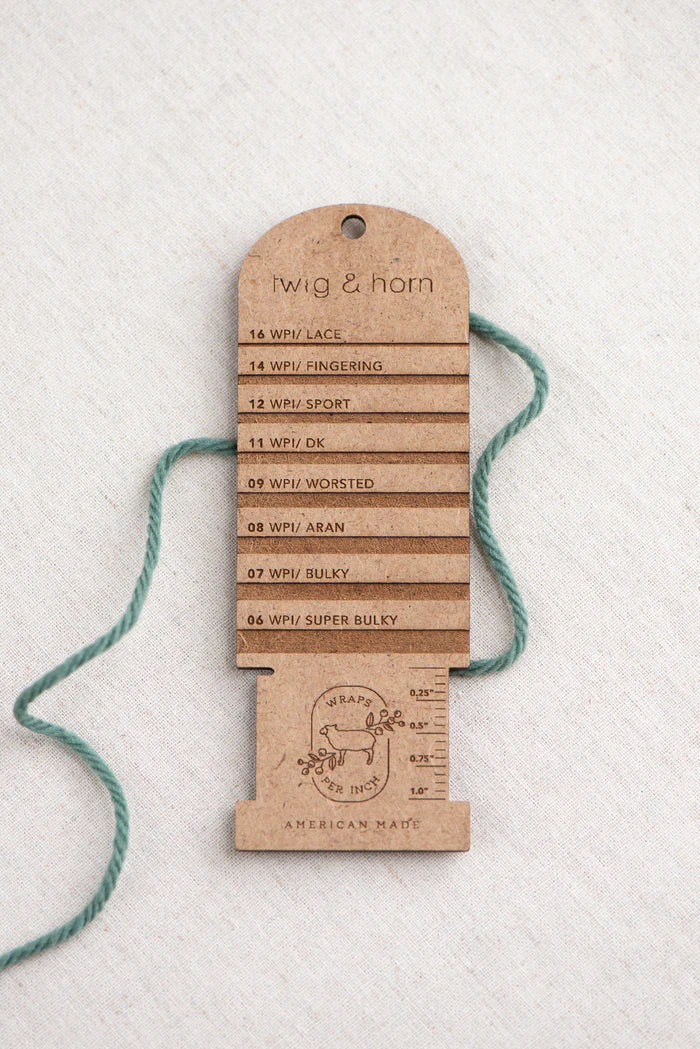 twig & horn
16 WPI/ LACE
14 WPI/ FINGERING
12 WPI/ SPORT
11 WPI/ DK
09 WPI/ WORSTED
08 WPI/ ARAN
07 WPI/ BULKY
06 WPI/ SUPER BULKY
WRAPS
PER INCH
0.25"
0.5"
0.75"
1.0"
AMERICAN MADE